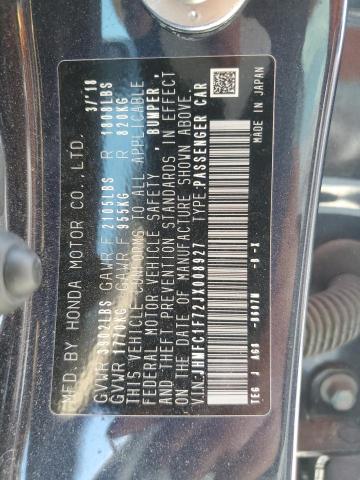 MFD. BY HONDA MOTOR CO., LTD. 3/'18
GVWR 3902LBS GAWR F 2105LBS R 1808LBS
GVWR 1770KG GAWR F 955KG R 820KG
THIS VEHICLE CONFORMS TO ALL APPLICABLE
FEDERAL MOTOR VEHICLE SAFETY , BUMPER,
AND THEFT PREVENTION STANDARDS IN EFFECT
ON THE DATE OF MANUFACTURE SHOWN ABOVE.
V.I.N.:JHMZC1F72JX008927 TYPE:PASSENGER CAR
MADE IN JAPAN